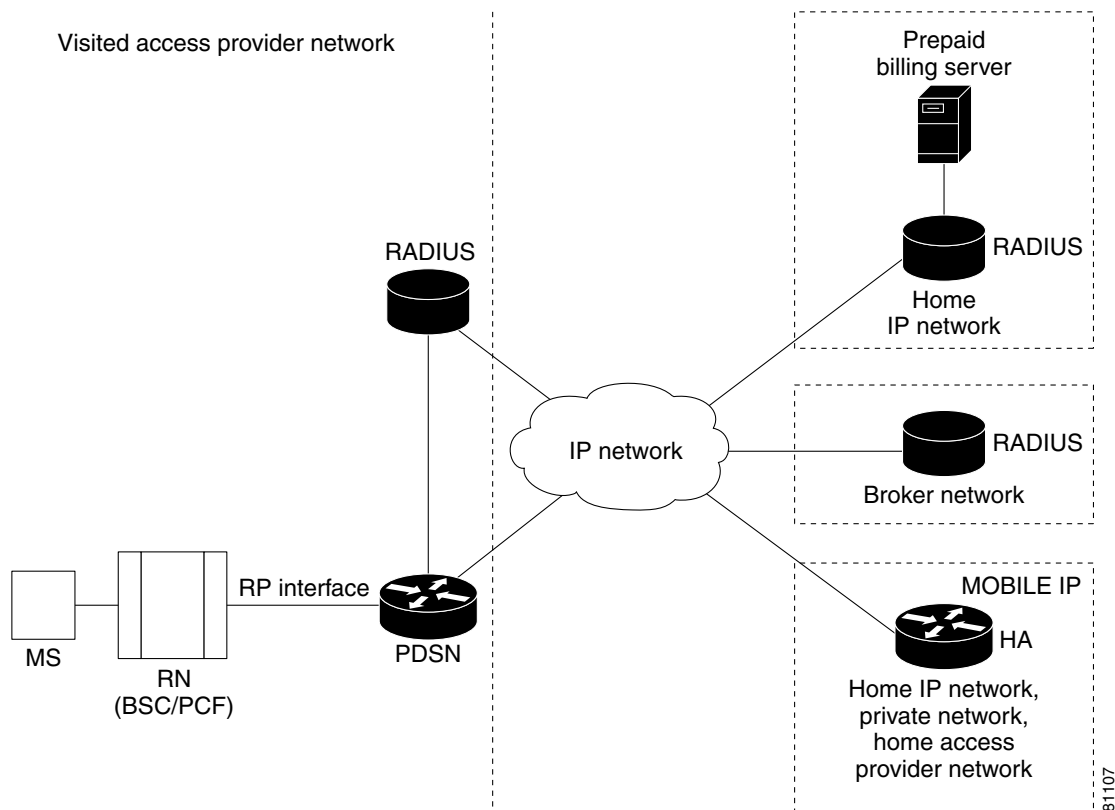 Visited access provider network
Prepaid
billing server
RADIUS
RADIUS
Home
IP network
IP network
RADIUS
Broker network
RP interface
MS
RN
(BSC/PCF)
PDSN
MOBILE IP
HA
Home IP network,
private network,
home access
provider network
81107